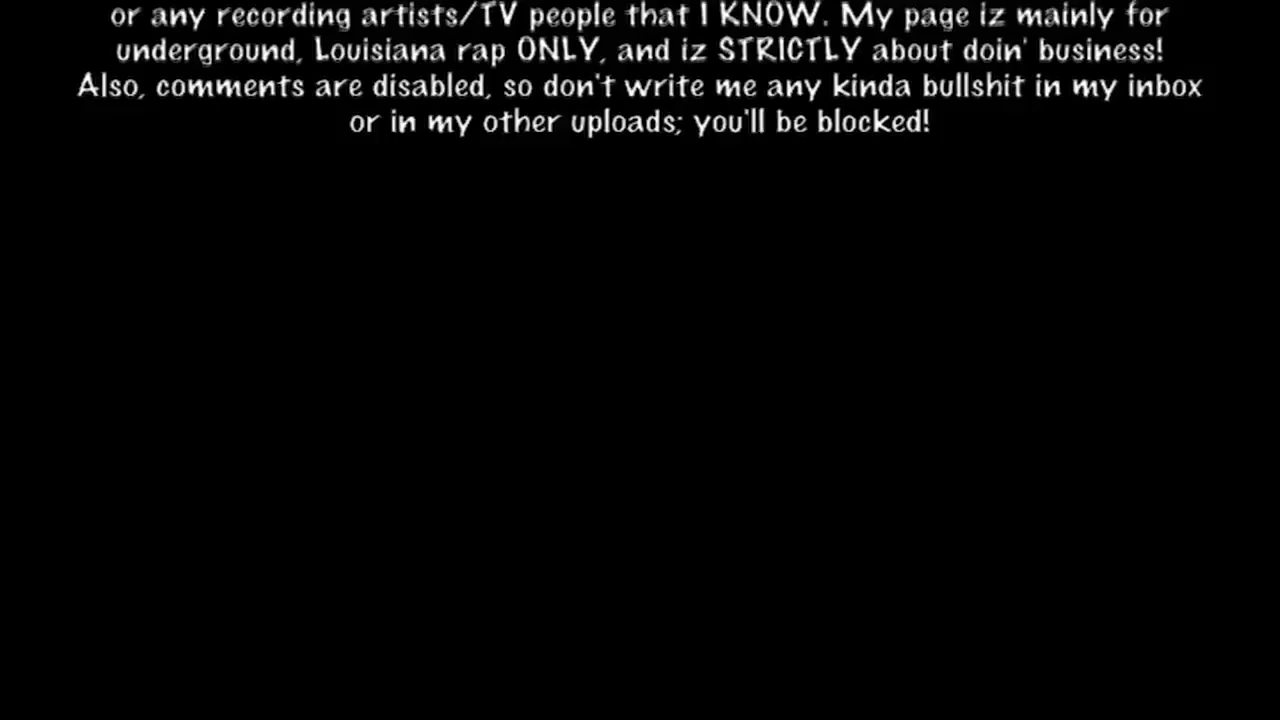 or any recording artists/TV people that I KNOW. My page iz mainly for
underground, Louisiana rap ONLY, and iz STRICTLY about doin' business!
Also, comments are disabled, so don't write me any kinda bullshit in my inbox
or in my other uploads; you'll be blocked!